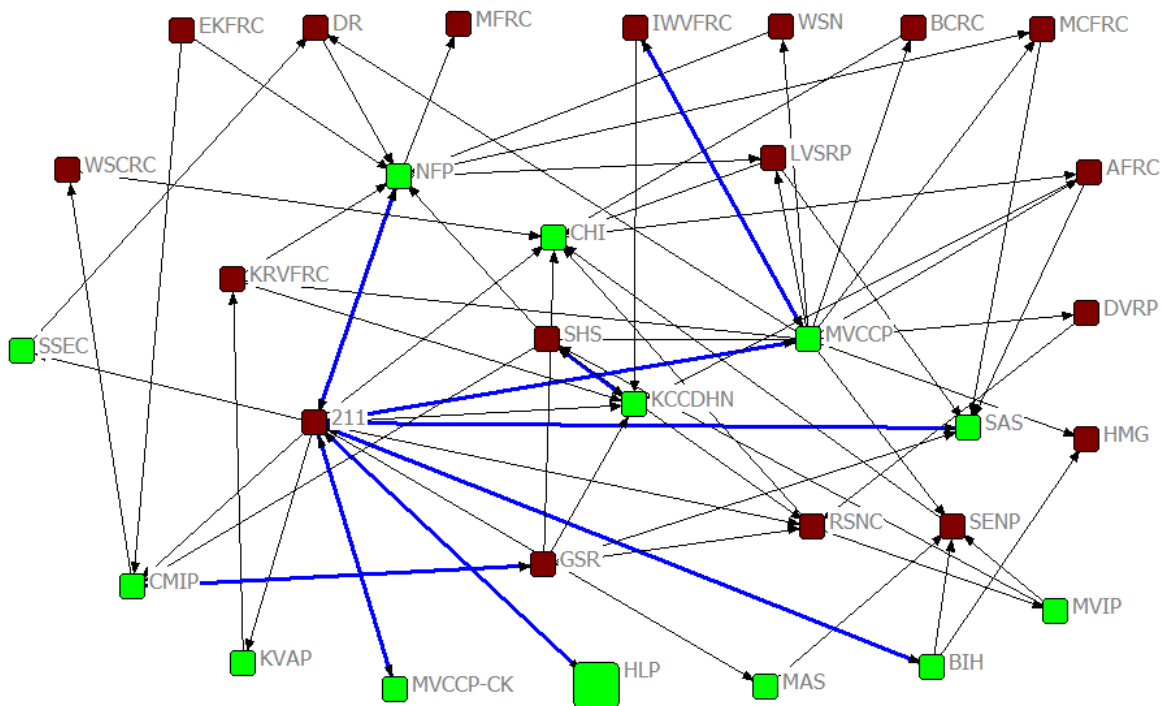 EKFRC
DR
MFRC
IWVFRC
WSN
BCRC
MCFRC
WSCRC
NFP
LVSRP
AFRC
CHI
KRVFRC
SSEC
SHS
MVCCP
DVRP
KCCDHN
211
SAS
HMG
RSNC
SENP
CMIP
GSR
MVIP
KVAP
MVCCP-CK
HLP
MAS
BIH